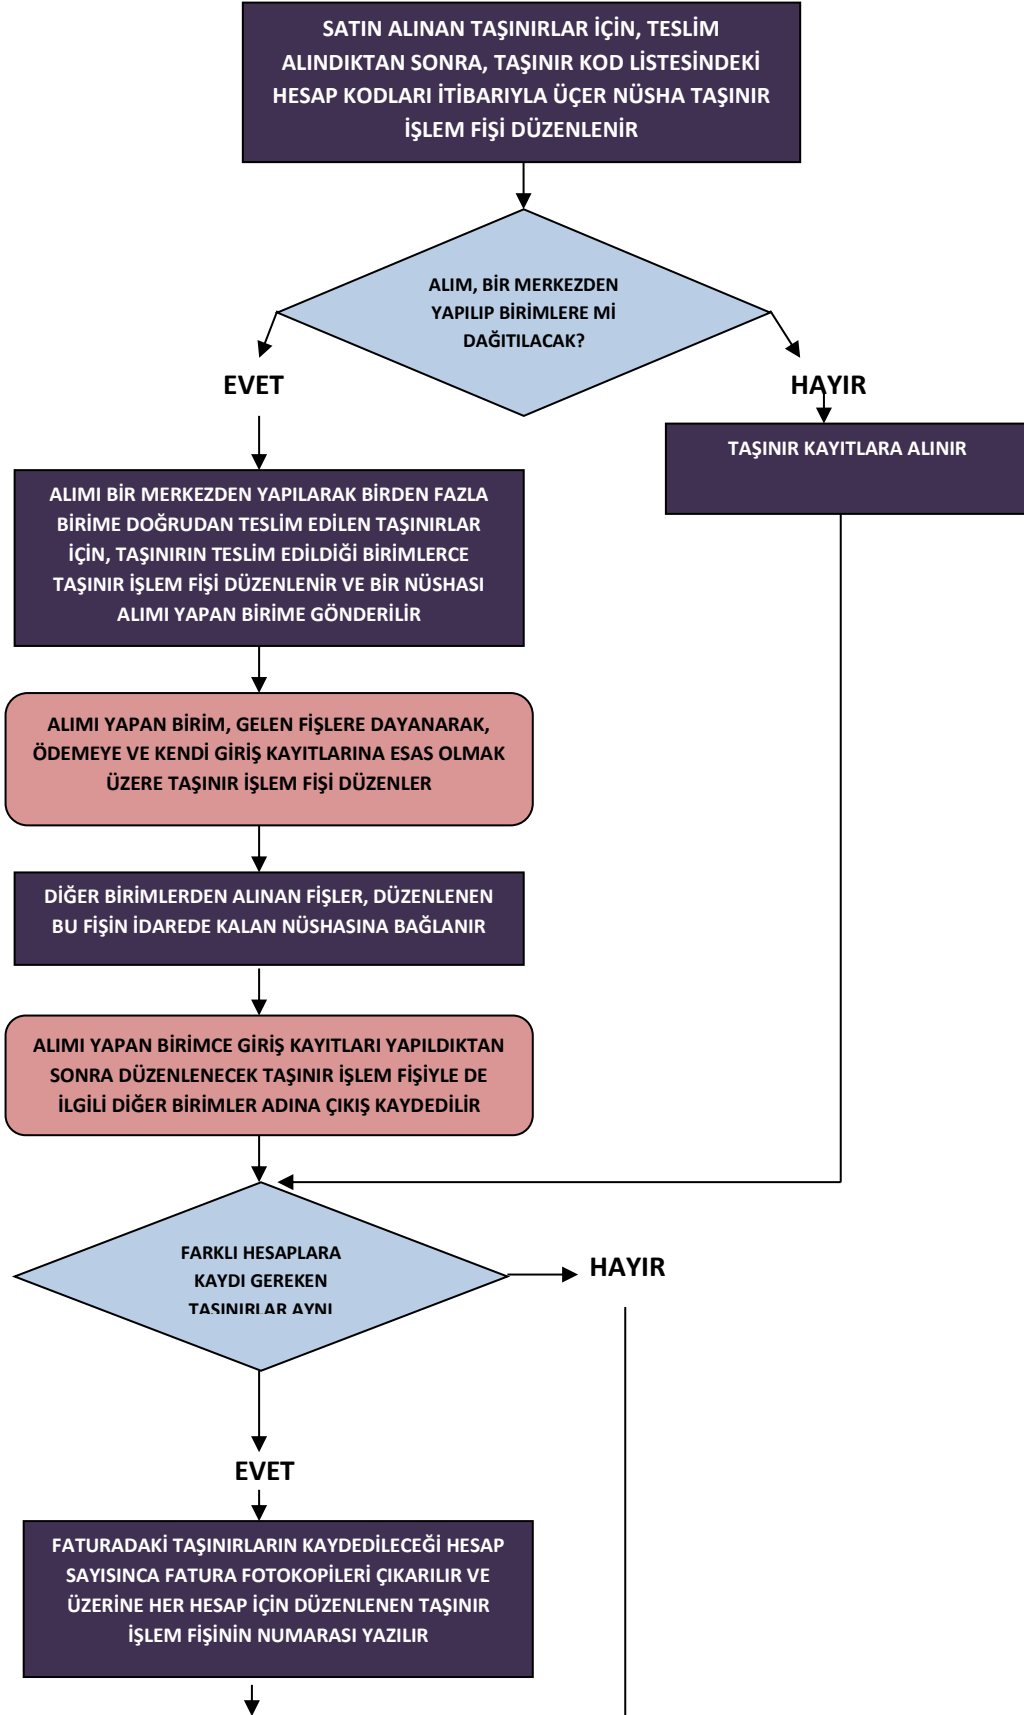 SATIN ALINAN TAŞINIRLAR İÇİN, TESLİM
ALINDIKTAN SONRA, TAŞINIR KOD LİSTESİNDEKİ
HESAP KODLARI İTİBARIYLA ÜÇER NÜSHA TAŞINIR
İŞLEM FİŞİ DÜZENLENİR
ALIM, BİR MERKEZDEN
YAPILIP BİRİMLERE Mİ
DAĞITILACAK?
EVET
HAYIR
TAŞINIR KAYITLARA ALINIR
ALIMI BİR MERKEZDEN YAPILARAK BİRDEN FAZLA
BİRİME DOĞRUDAN TESLİM EDİLEN TAŞINIRLAR
İÇİN, TAŞINIRIN TESLİM EDİLDİĞİ BİRİMLERCE
TAŞINIR İŞLEM FİŞİ DÜZENLENİR VE BİR NÜSHASI
ALIMI YAPAN BİRİME GÖNDERİLİR
ALIMI YAPAN BİRİM, GELEN FİŞLERE DAYANARAK,
ÖDEMEYE VE KENDİ GİRİŞ KAYITLARINA ESAS OLMAK
ÜZERE TAŞINIR İŞLEM FİŞİ DÜZENLER
DİĞER BİRİMLERDEN ALINAN FİŞLER, DÜZENLENEN
BU FİŞİN İDAREDE KALAN NÜSHASINA BAĞLANIR
ALIMI YAPAN BİRİMCE GİRİŞ KAYITLARI YAPILDIKTAN
SONRA DÜZENLENECEK TAŞINIR İŞLEM FİŞİYLE DE
İLGİLİ DİĞER BİRİMLER ADINA ÇIKIŞ KAYDEDİLİR
FARKLI HESAPLARA
KAYDI GEREKEN
TAŞINIRLAR AYNI
HAYIR
EVET
FATURADAKİ TAŞINIRLARIN KAYDEDİLECEĞİ HESAP
SAYISINCA FATURA FOTOKOPİLERİ ÇIKARILIR VE
ÜZERİNE HER HESAP İÇİN DÜZENLENEN TAŞINIR
İŞLEM FİŞİNİN NUMARASI YAZILIR